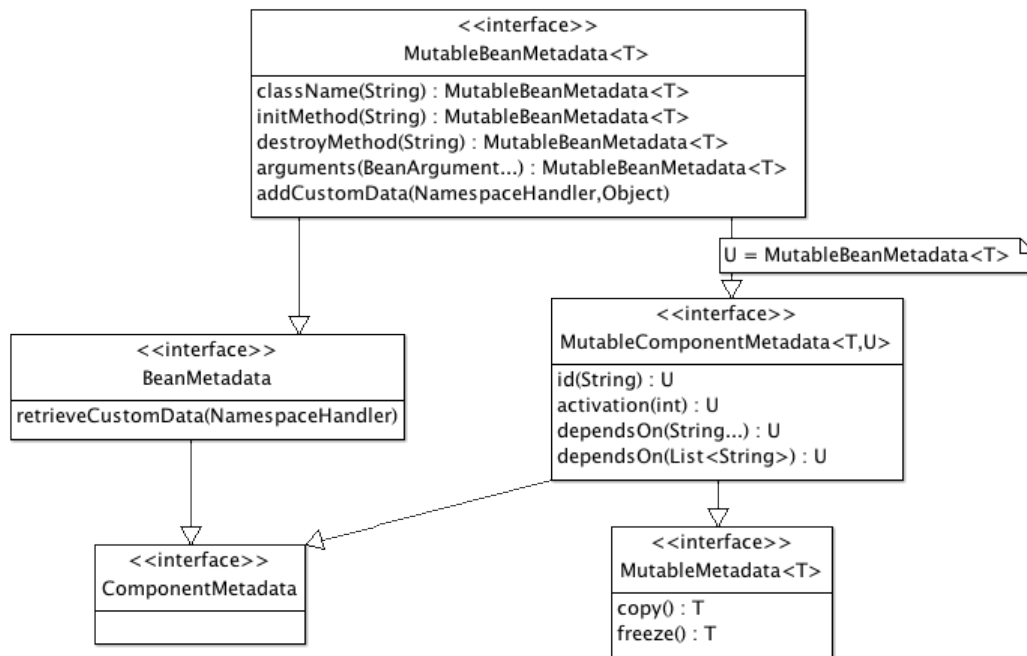 <<interface>>
MutableBeanMetadata<T>
className(String) : MutableBeanMetadata<T>
initMethod(String) : MutableBeanMetadata<T>
destroyMethod(String) : MutableBeanMetadata<T>
arguments(BeanArgument...) : MutableBeanMetadata<T>
addCustomData(NamespaceHandler,Object)
U = MutableBeanMetadata<T>
<<interface>>
BeanMetadata
retrieveCustomData(NamespaceHandler)
<<interface>>
MutableComponentMetadata<T,U>
id(String) : U
activation(int) : U
dependsOn(String...) : U
dependsOn(List<String>) : U
<<interface>>
ComponentMetadata
<<interface>>
MutableMetadata<T>
copy() : T
freeze() : T